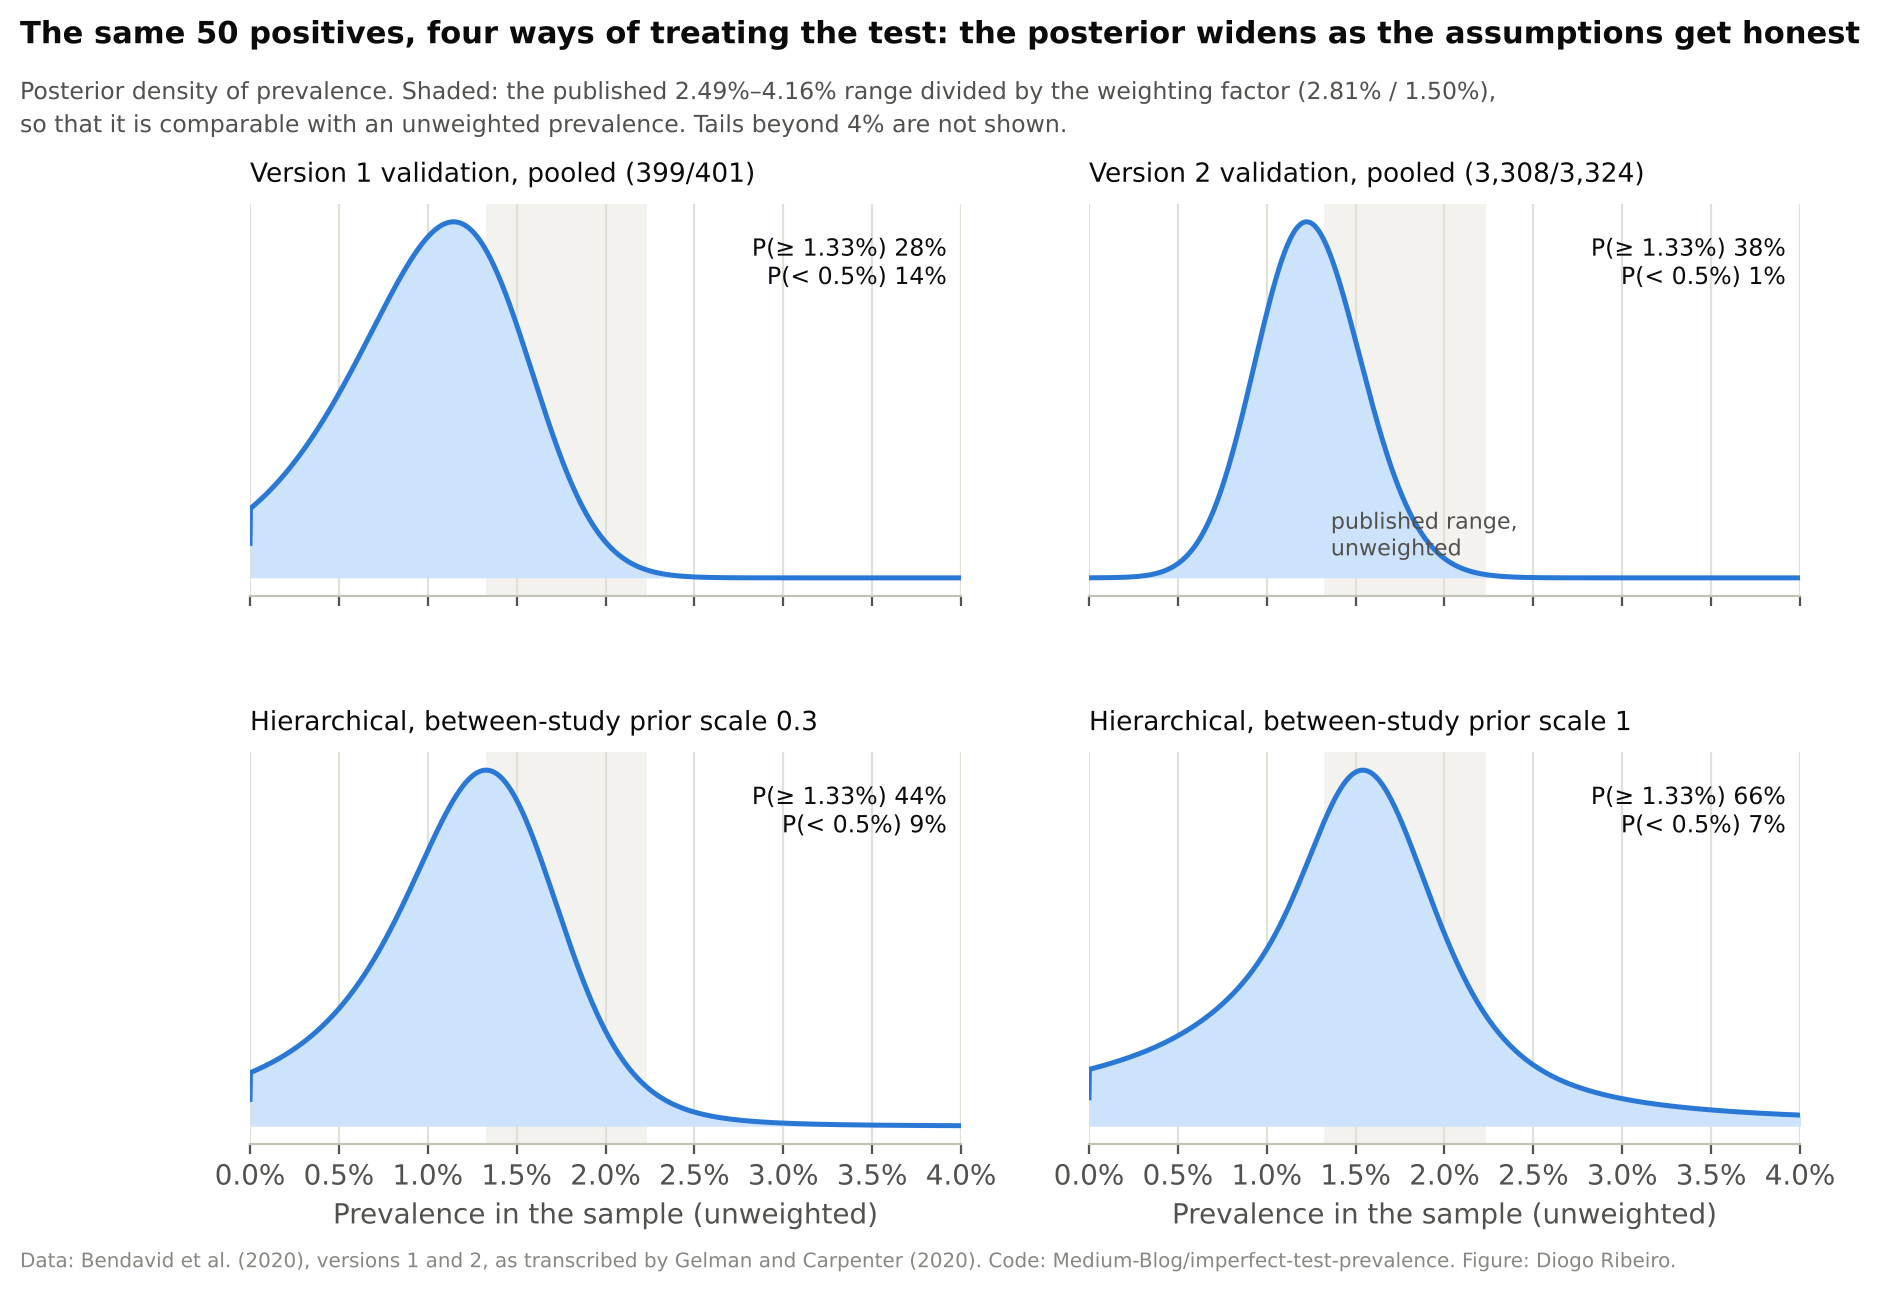 The same 50 positives, four ways of treating the test: the posterior widens as the assumptions get honest
Posterior density of prevalence. Shaded: the published 2.49%–4.16% range divided by the weighting factor (2.81% / 1.50%),
so that it is comparable with an unweighted prevalence. Tails beyond 4% are not shown.
Version 1 validation, pooled (399/401)
P(≥ 1.33%) 28%
P(< 0.5%) 14%
Version 2 validation, pooled (3,308/3,324)
P(≥ 1.33%) 38%
P(< 0.5%) 1%
published range,
unweighted
Hierarchical, between-study prior scale 0.3
P(≥ 1.33%) 44%
P(< 0.5%) 9%
0.0% 0.5% 1.0% 1.5% 2.0% 2.5% 3.0% 3.5% 4.0%
Prevalence in the sample (unweighted)
Hierarchical, between-study prior scale 1
P(≥ 1.33%) 66%
P(< 0.5%) 7%
0.0% 0.5% 1.0% 1.5% 2.0% 2.5% 3.0% 3.5% 4.0%
Prevalence in the sample (unweighted)
Data: Bendavid et al. (2020), versions 1 and 2, as transcribed by Gelman and Carpenter (2020). Code: Medium-Blog/imperfect-test-prevalence. Figure: Diogo Ribeiro.